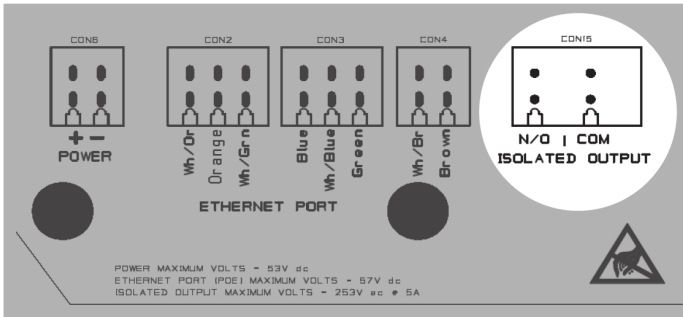 CON6
CON2
CON3
CON4
CON15
+ -
POWER
Wh/Or
Orange
Wh/Grn
Blue
Wh/Blue
Green
Wh/Br
Brown
N/O | COM
ISOLATED OUTPUT
ETHERNET PORT
POWER MAXIMUM VOLTS - 53V dc
ETHERNET PORT (POE) MAXIMUM VOLTS - 57V dc
ISOLATED OUTPUT MAXIMUM VOLTS - 253V ac @ 5A